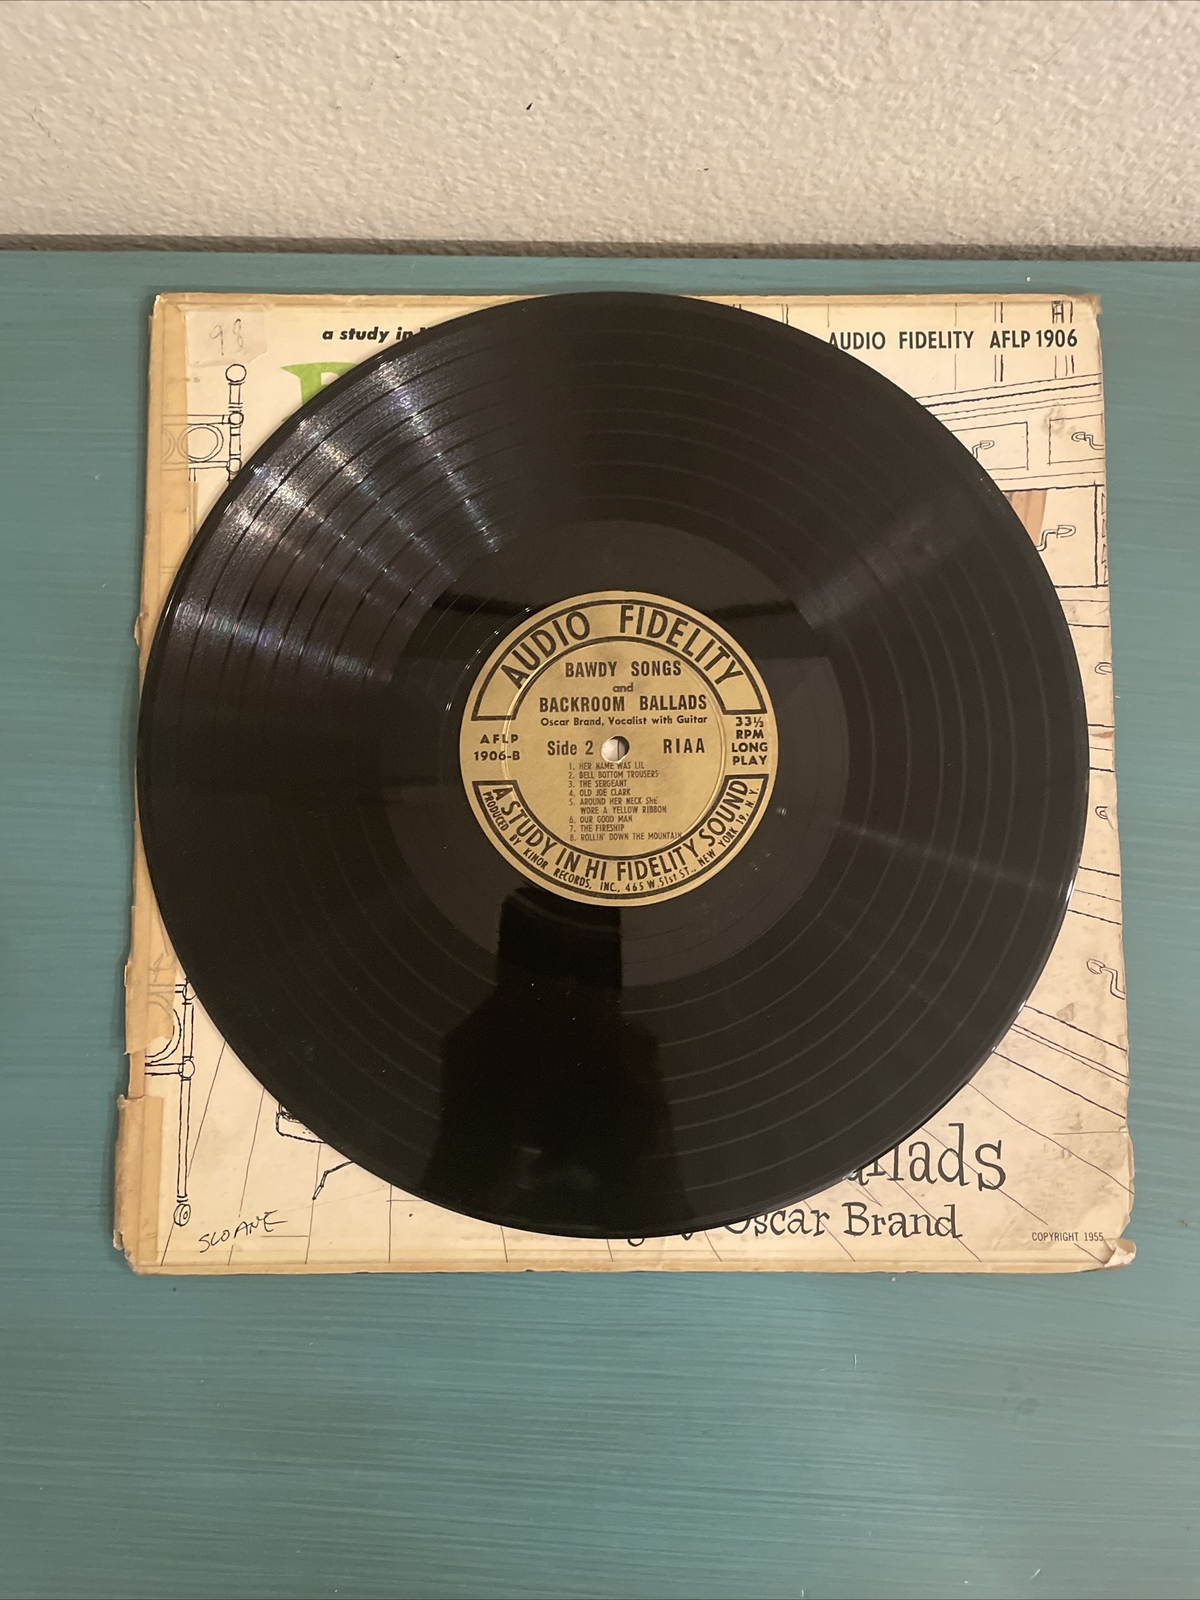 98
a study in
AUDIO FIDELITY AFLP 1906
AUDIO FIDELITY
BAWDY SONGS
and
BACKROOM BALLADS
Oscar Brand, Vocalist with Guitar
AFLP
1906-B
Side 2
RIAA
33⅓
RPM
LONG
PLAY
1. HER NAME WAS LIL
2. BELL BOTTOM TROUSERS
3. THE SERGEANT
4. OLD JOE CLARK
5. AROUND HER NECK SHE
WORE A YELLOW RIBBON
6. OUR GOOD MAN
7. THE FIRESHIP
8. ROLLIN' DOWN THE MOUNTAIN
A STUDY IN HI FIDELITY SOUND
PRODUCED BY KINOR RECORDS, INC., 465 W. 51st ST., NEW YORK 19, N.Y.
allads
Oscar Brand
SLOANE
COPYRIGHT 1955